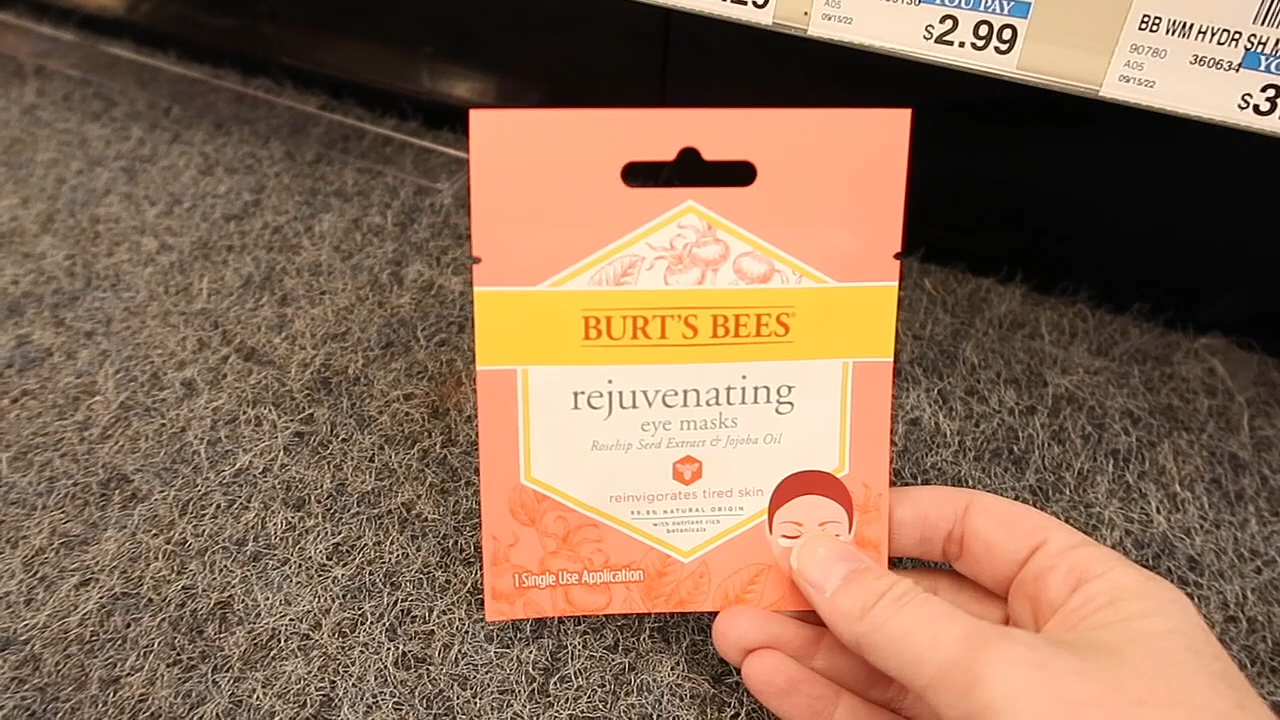 YOU PAY
A05
09/15/22
$2.99
BB WM HYDR SH
90780
360634
A05
09/15/22
$3
BURT'S BEES
rejuvenating
eye masks
Rosehip Seed Extract & Jojoba Oil
reinvigorates tired skin
99.8% NATURAL ORIGIN
with nutrient rich
botanicals
1 Single Use Application